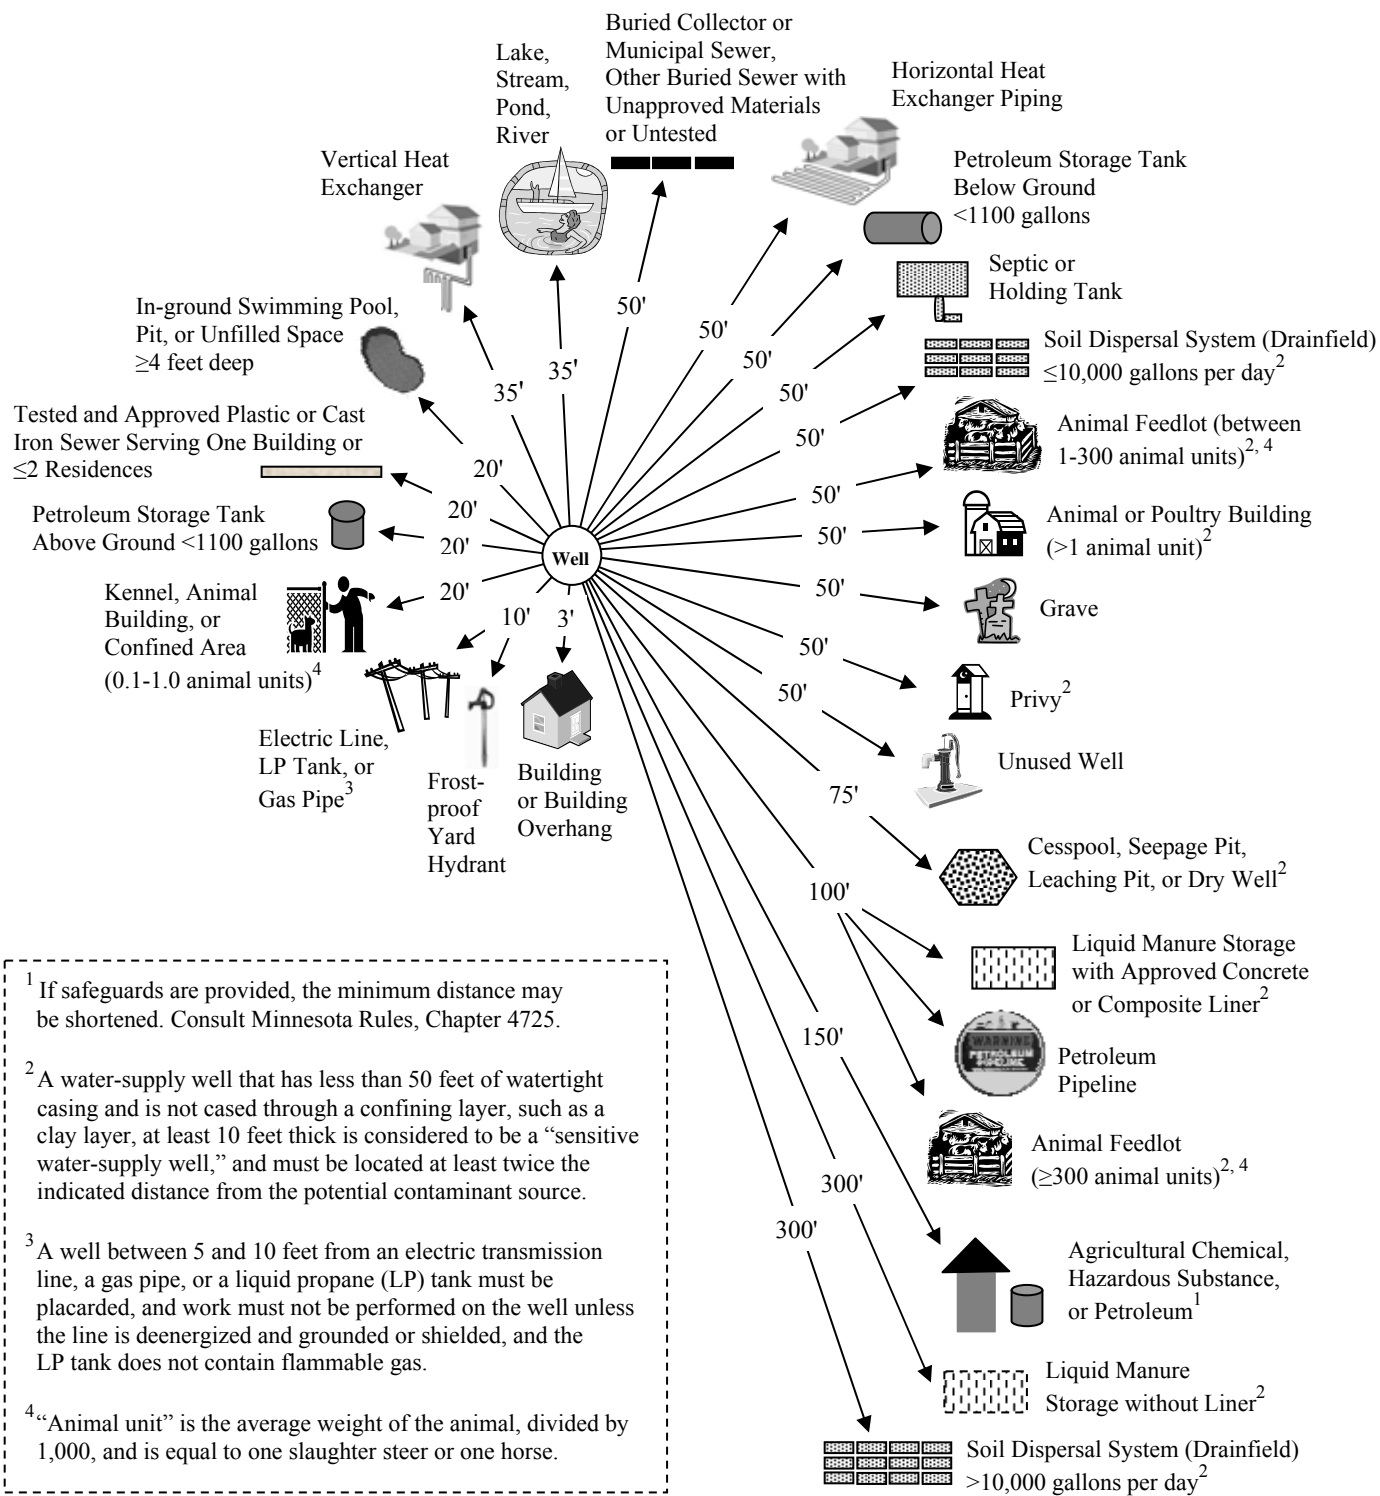 Buried Collector or
Municipal Sewer,
Other Buried Sewer with
Unapproved Materials
or Untested
Lake,
Stream,
Pond,
River
Horizontal Heat
Exchanger Piping
Vertical Heat
Exchanger
Petroleum Storage Tank
Below Ground
<1100 gallons
Septic or
Holding Tank
In-ground Swimming Pool,
Pit, or Unfilled Space
≥4 feet deep
Soil Dispersal System (Drainfield)
≤10,000 gallons per day2
Tested and Approved Plastic or Cast
Iron Sewer Serving One Building or
≤2 Residences
Animal Feedlot (between
1-300 animal units)2, 4
Petroleum Storage Tank
Above Ground <1100 gallons
Animal or Poultry Building
(>1 animal unit)2
Kennel, Animal
Building, or
Confined Area
(0.1-1.0 animal units)4
Grave
Privy2
Electric Line,
LP Tank, or
Gas Pipe3
Frost-
proof
Yard
Hydrant
Building
or Building
Overhang
Unused Well
Cesspool, Seepage Pit,
Leaching Pit, or Dry Well2
Liquid Manure Storage
with Approved Concrete
or Composite Liner2
WARNING
PETROLEUM
PIPELINE
Petroleum
Pipeline
Animal Feedlot
(≥300 animal units)2, 4
Agricultural Chemical,
Hazardous Substance,
or Petroleum1
Liquid Manure
Storage without Liner2
Soil Dispersal System (Drainfield)
>10,000 gallons per day2
Well
35'
35'
50'
50'
50'
50'
50'
50'
50'
50'
50'
50'
75'
100'
150'
300'
300'
3'
10'
20'
20'
20'
20'
1 If safeguards are provided, the minimum distance may
be shortened. Consult Minnesota Rules, Chapter 4725.
2 A water-supply well that has less than 50 feet of watertight
casing and is not cased through a confining layer, such as a
clay layer, at least 10 feet thick is considered to be a “sensitive
water-supply well,” and must be located at least twice the
indicated distance from the potential contaminant source.
3 A well between 5 and 10 feet from an electric transmission
line, a gas pipe, or a liquid propane (LP) tank must be
placarded, and work must not be performed on the well unless
the line is deenergized and grounded or shielded, and the
LP tank does not contain flammable gas.
4 “Animal unit” is the average weight of the animal, divided by
1,000, and is equal to one slaughter steer or one horse.